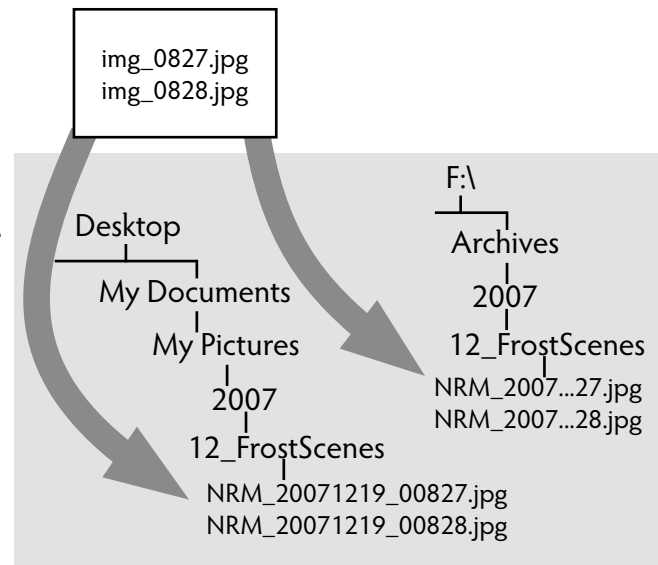 img_0827.jpg
img_0828.jpg
Desktop
My Documents
My Pictures
2007
12_FrostScenes
NRM_20071219_00827.jpg
NRM_20071219_00828.jpg
F:\
Archives
2007
12_FrostScenes
NRM_2007...27.jpg
NRM_2007...28.jpg